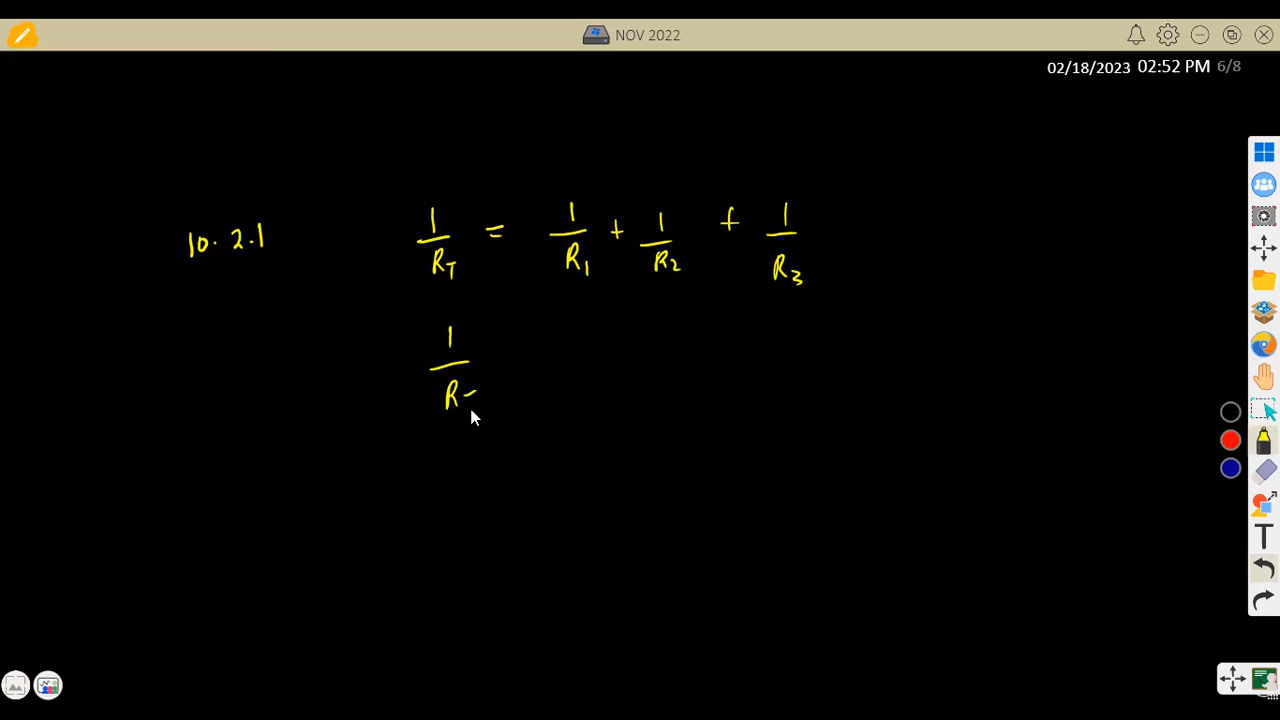 NOV 2022
02/18/2023 02:52 PM 6/8
10.2.1 1/R_T = 1/R_1 + 1/R_2 + 1/R_3
1/R-
T